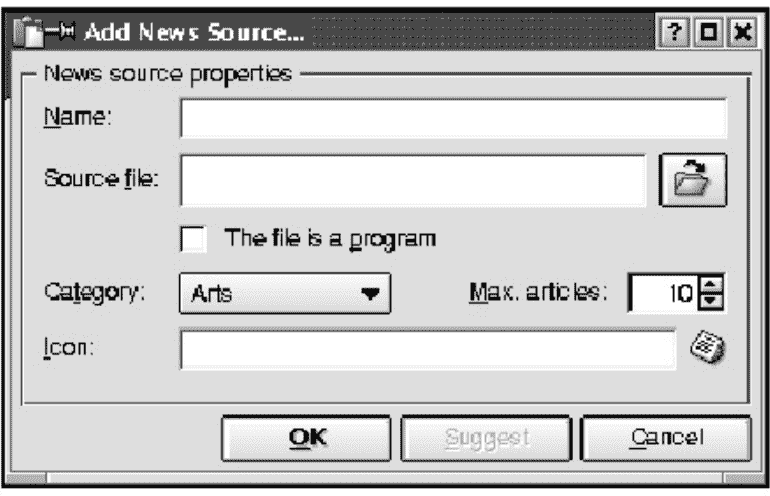 Add News Source...
News source properties
Name:
Source file:
The file is a program
Category: Arts Max. articles: 10
Icon:
OK Suggest Cancel